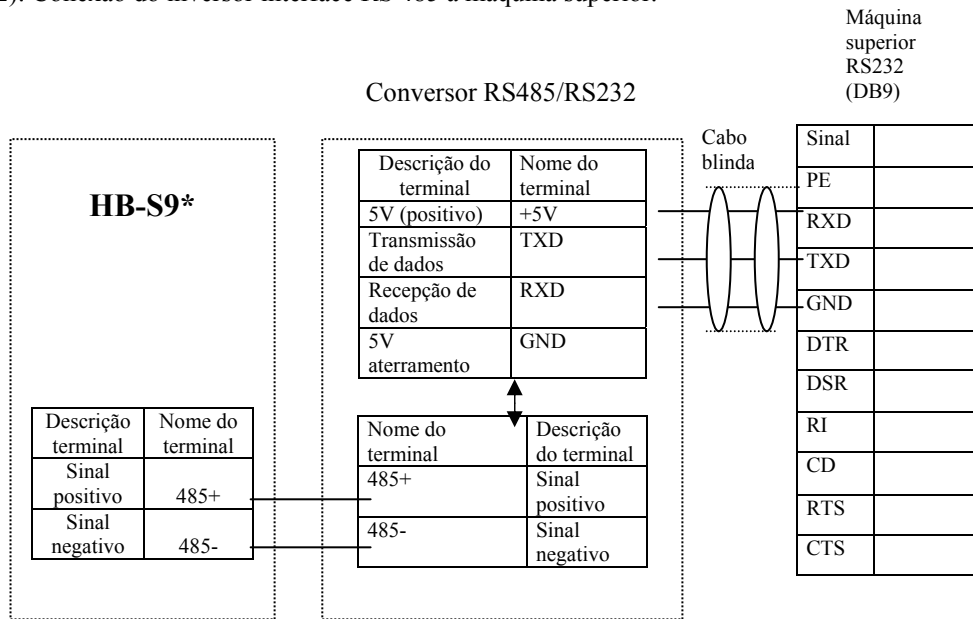 2). Conexão do inversor interface RS-485 à máquina superior.
Máquina
superior
RS232
(DB9)
Conversor RS485/RS232
Cabo
blinda
HB-S9*
Descrição do
terminal
Nome do
terminal
5V (positivo)
+5V
Transmissão
de dados
TXD
Recepção de
dados
RXD
5V
aterramento
GND
Descrição
terminal
Nome do
terminal
Sinal
positivo
485+
Sinal
negativo
485-
Nome do
terminal
Descrição
do terminal
485+
Sinal
positivo
485-
Sinal
negativo
Sinal
PE
RXD
TXD
GND
DTR
DSR
RI
CD
RTS
CTS